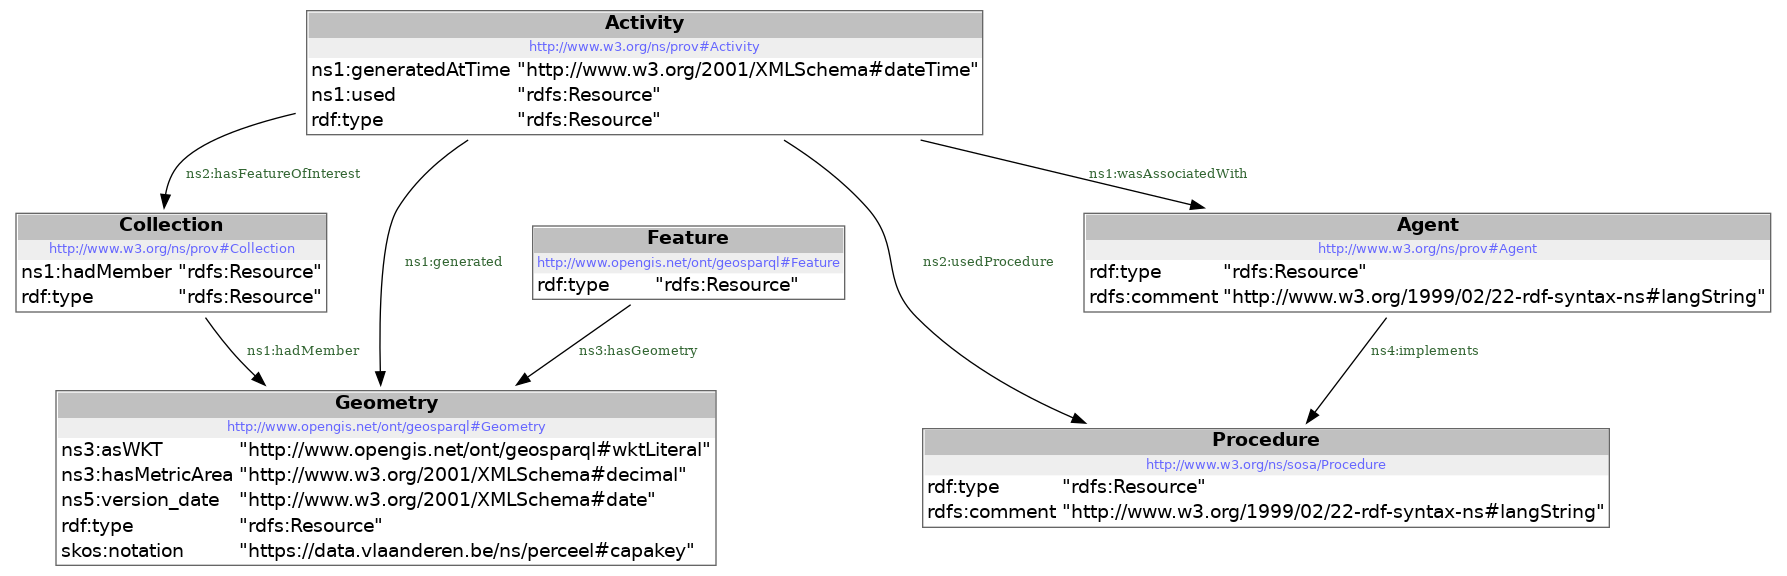 Activity
http://www.w3.org/ns/prov#Activity
ns1:generatedAtTime "http://www.w3.org/2001/XMLSchema#dateTime"
ns1:used "rdfs:Resource"
rdf:type "rdfs:Resource"
ns2:hasFeatureOfInterest
ns1:wasAssociatedWith
Collection
http://www.w3.org/ns/prov#Collection
ns1:hadMember "rdfs:Resource"
rdf:type "rdfs:Resource"
ns1:generated
Feature
http://www.opengis.net/ont/geosparql#Feature
rdf:type "rdfs:Resource"
ns2:usedProcedure
Agent
http://www.w3.org/ns/prov#Agent
rdf:type "rdfs:Resource"
rdfs:comment "http://www.w3.org/1999/02/22-rdf-syntax-ns#langString"
ns1:hadMember
ns3:hasGeometry
ns4:implements
Geometry
http://www.opengis.net/ont/geosparql#Geometry
ns3:asWKT "http://www.opengis.net/ont/geosparql#wktLiteral"
ns3:hasMetricArea "http://www.w3.org/2001/XMLSchema#decimal"
ns5:version_date "http://www.w3.org/2001/XMLSchema#date"
rdf:type "rdfs:Resource"
skos:notation "https://data.vlaanderen.be/ns/perceel#capakey"
Procedure
http://www.w3.org/ns/sosa/Procedure
rdf:type "rdfs:Resource"
rdfs:comment "http://www.w3.org/1999/02/22-rdf-syntax-ns#langString"